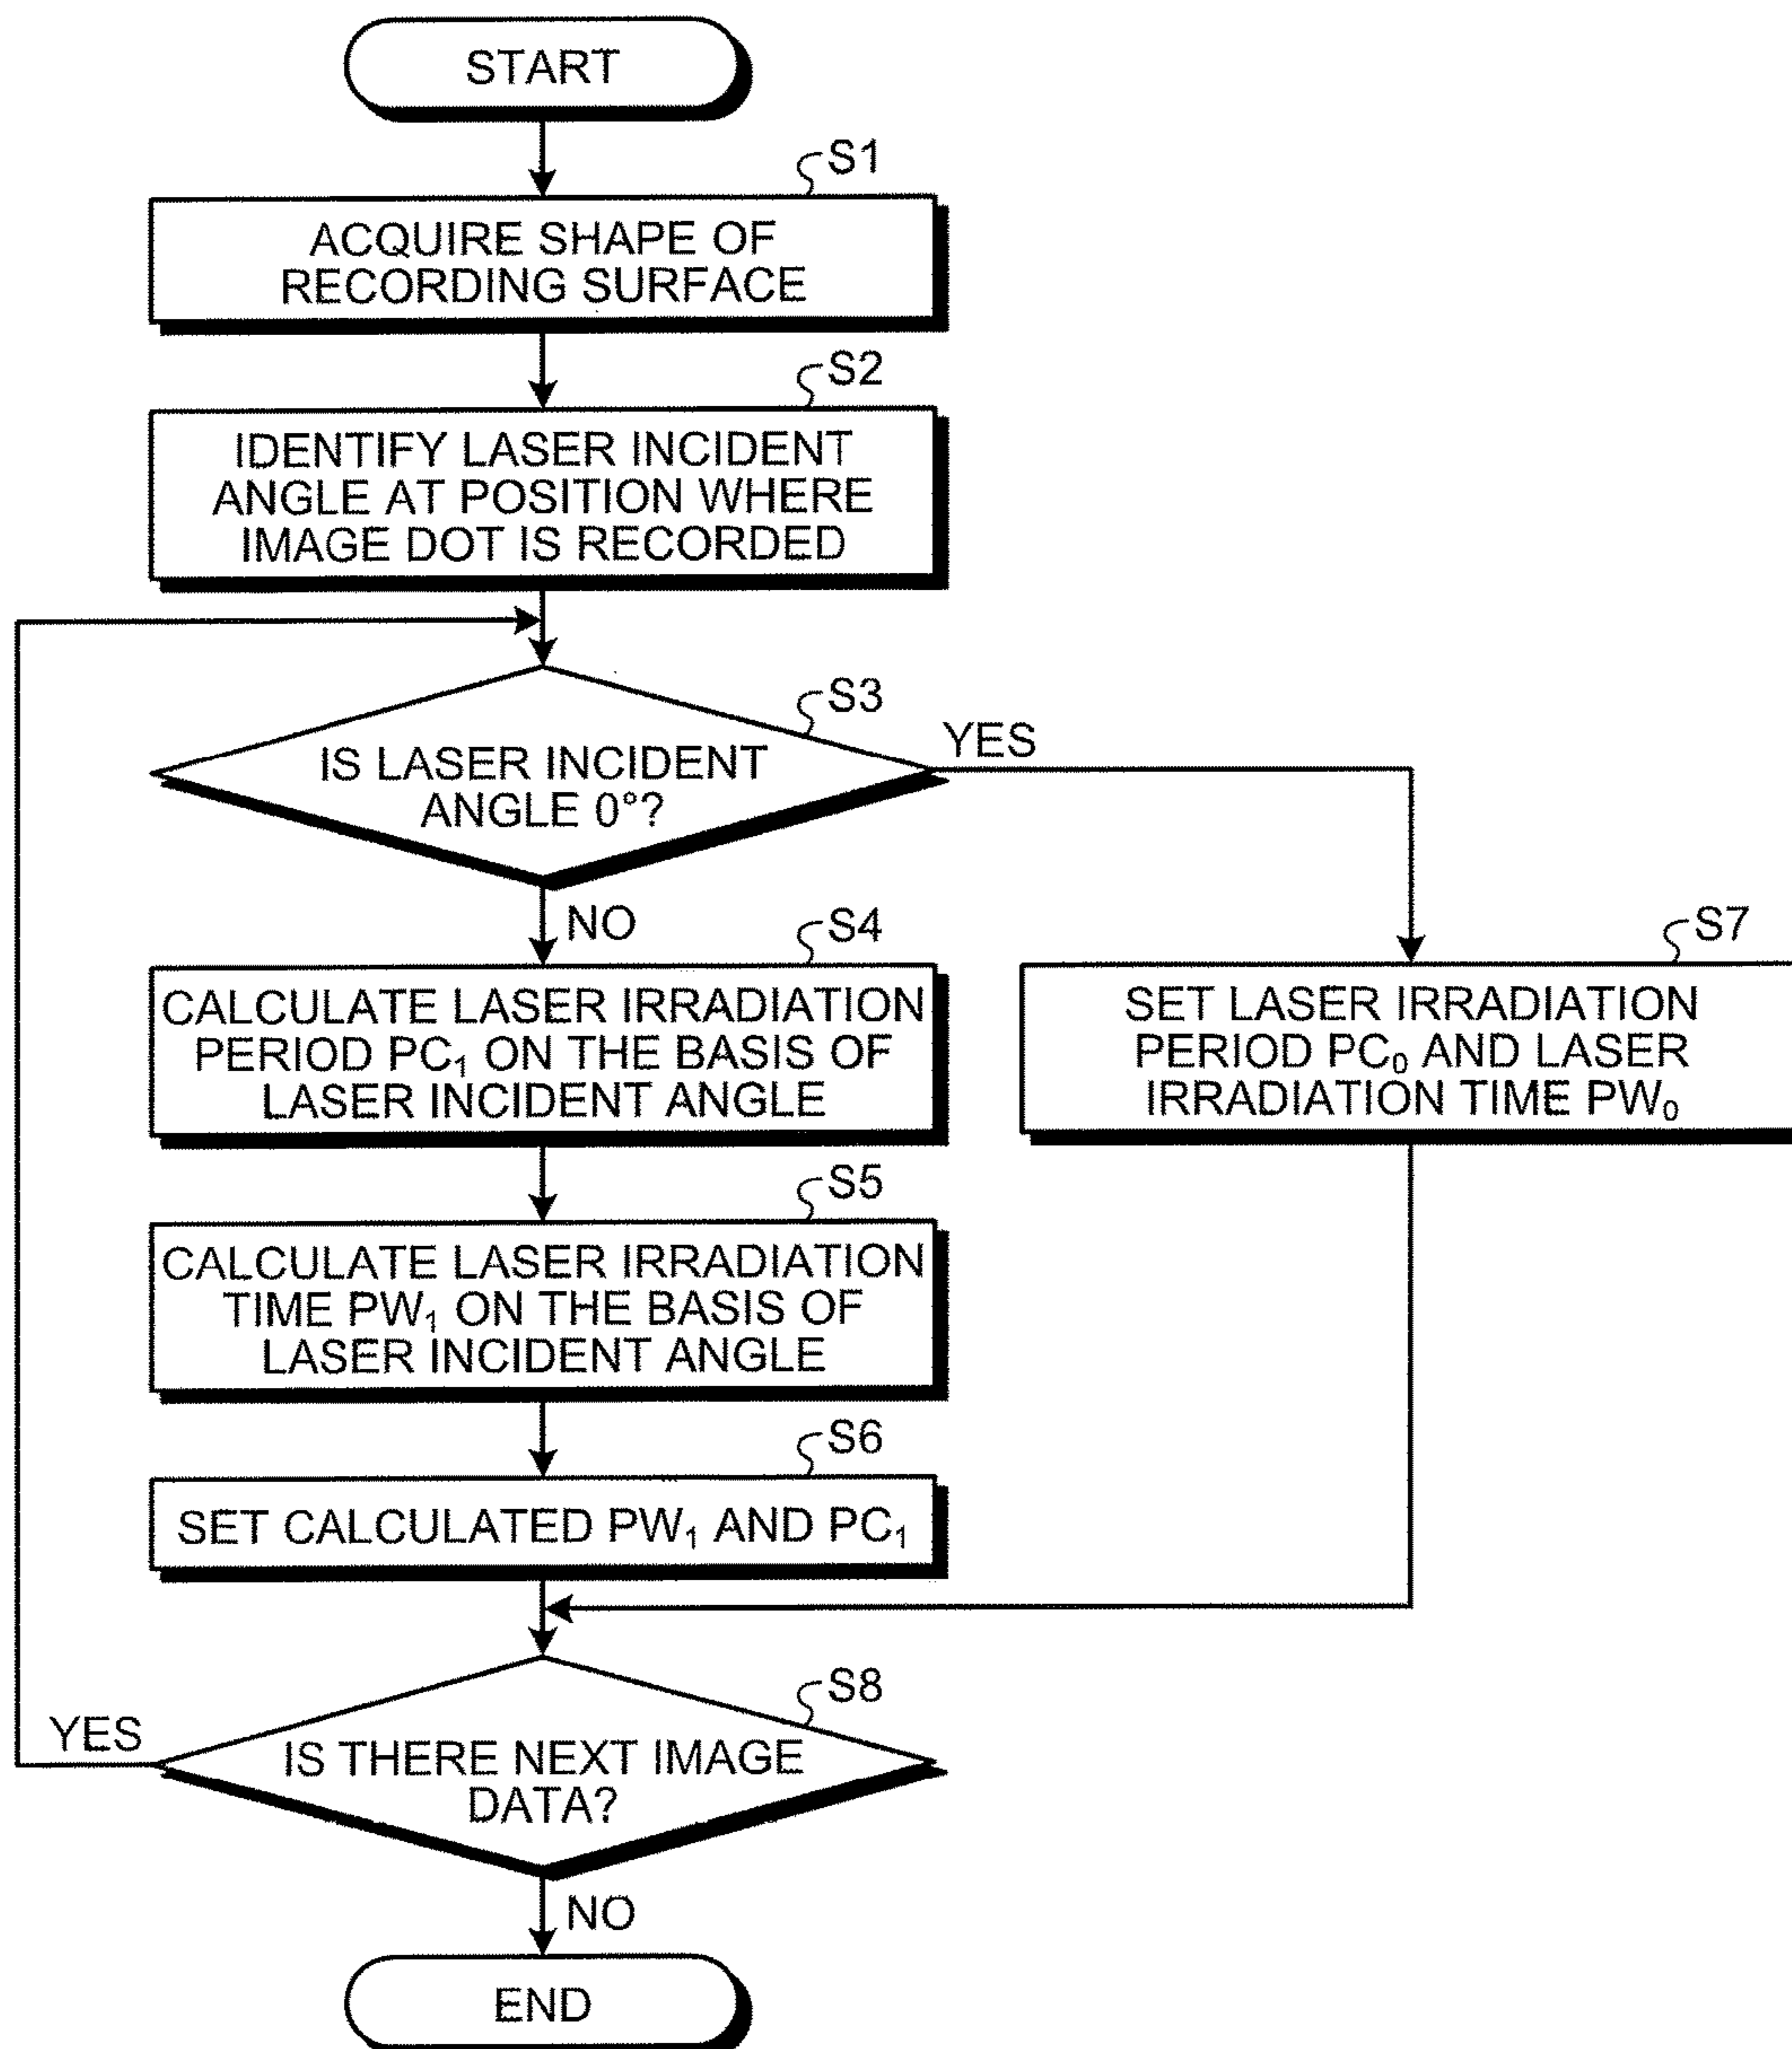 START
S1
ACQUIRE SHAPE OF
RECORDING SURFACE
S2
IDENTIFY LASER INCIDENT
ANGLE AT POSITION WHERE
IMAGE DOT IS RECORDED
S3
IS LASER INCIDENT
ANGLE 0°?
YES
NO
S4
CALCULATE LASER IRRADIATION
PERIOD PC₁ ON THE BASIS OF
LASER INCIDENT ANGLE
S7
SET LASER IRRADIATION
PERIOD PC₀ AND LASER
IRRADIATION TIME PW₀
S5
CALCULATE LASER IRRADIATION
TIME PW₁ ON THE BASIS OF
LASER INCIDENT ANGLE
S6
SET CALCULATED PW₁ AND PC₁
S8
IS THERE NEXT IMAGE
DATA?
YES
NO
END